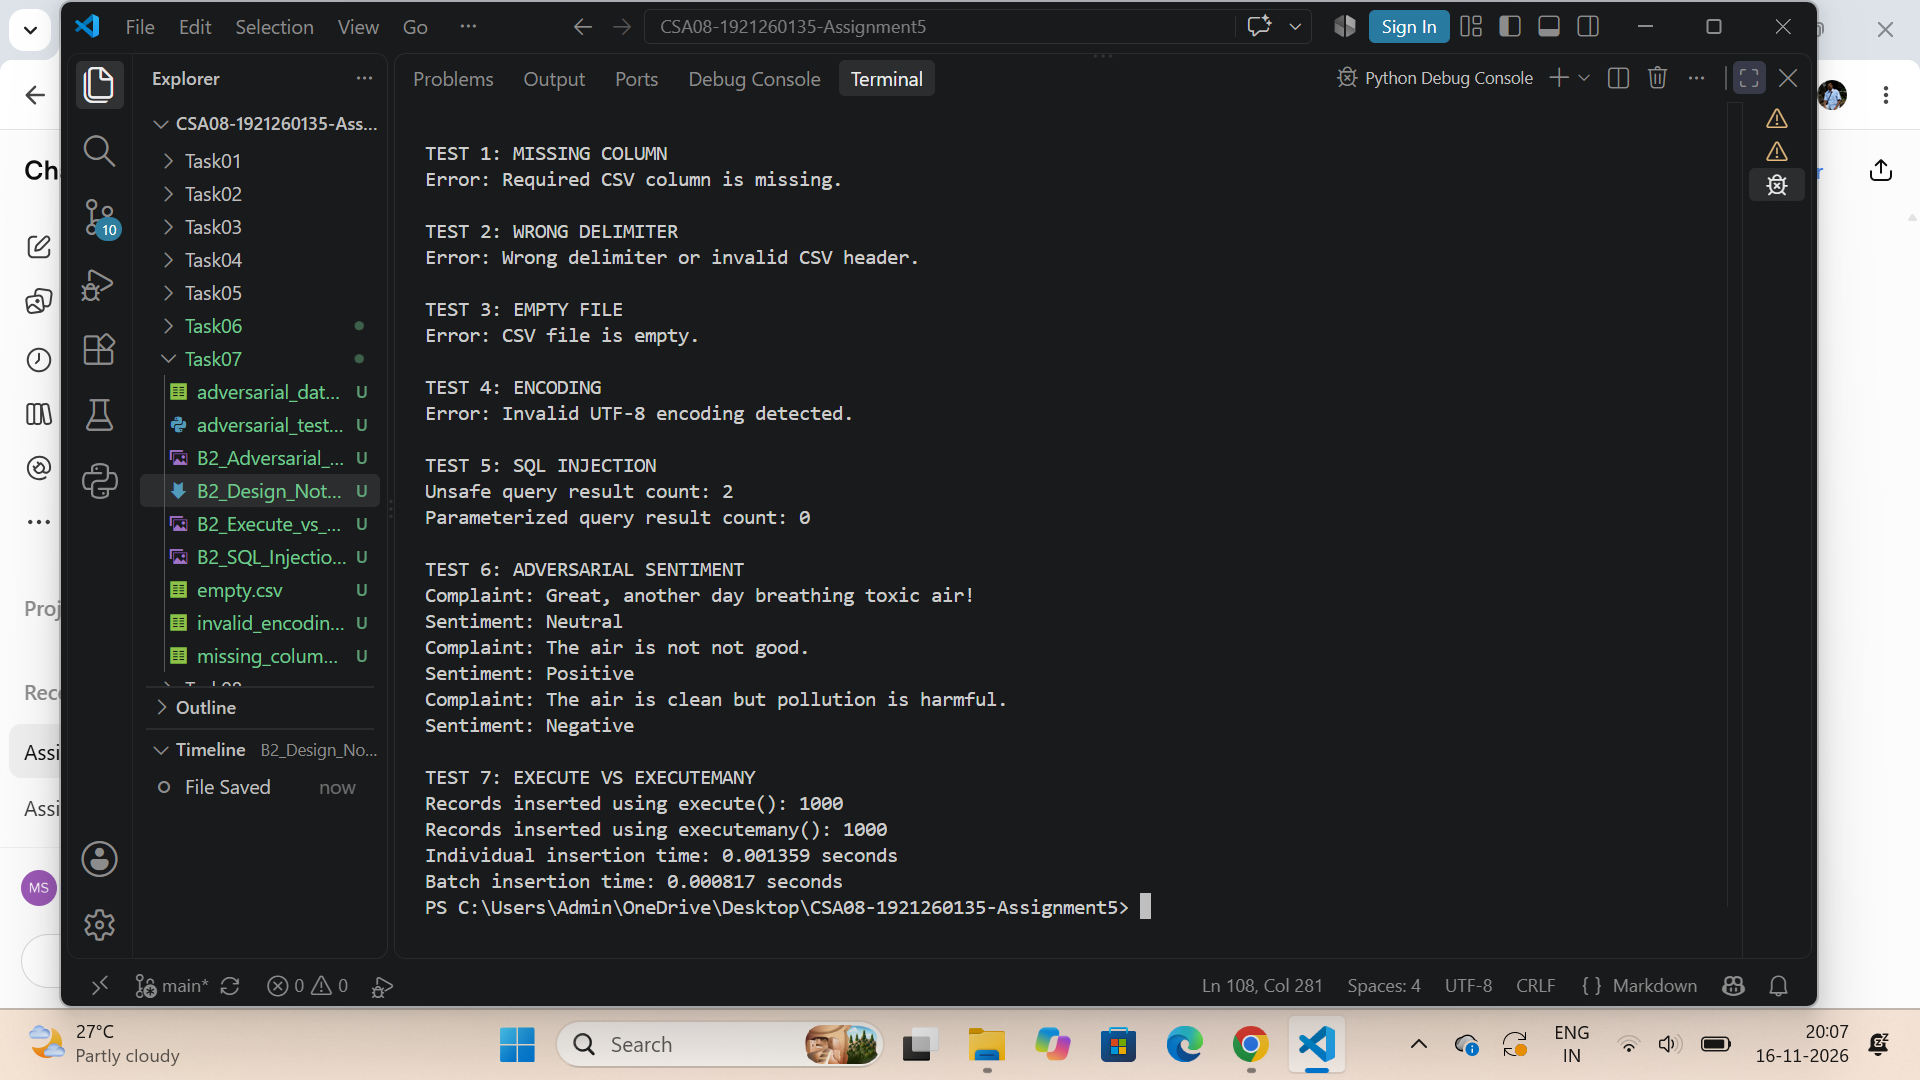 File Edit Selection View Go ···
CSA08-1921260135-Assignment5
Sign In
Explorer
Problems Output Ports Debug Console Terminal
Python Debug Console
CSA08-1921260135-Ass...
Task01
Task02
Task03
Task04
Task05
Task06
Task07
adversarial_dat... U
adversarial_test... U
B2_Adversarial_... U
B2_Design_Not... U
B2_Execute_vs_... U
B2_SQL_Injectio... U
empty.csv U
invalid_encodin... U
missing_colum... U
Outline
Timeline B2_Design_No...
File Saved now
10
TEST 1: MISSING COLUMN
Error: Required CSV column is missing.
TEST 2: WRONG DELIMITER
Error: Wrong delimiter or invalid CSV header.
TEST 3: EMPTY FILE
Error: CSV file is empty.
TEST 4: ENCODING
Error: Invalid UTF-8 encoding detected.
TEST 5: SQL INJECTION
Unsafe query result count: 2
Parameterized query result count: 0
TEST 6: ADVERSARIAL SENTIMENT
Complaint: Great, another day breathing toxic air!
Sentiment: Neutral
Complaint: The air is not not good.
Sentiment: Positive
Complaint: The air is clean but pollution is harmful.
Sentiment: Negative
TEST 7: EXECUTE VS EXECUTEMANY
Records inserted using execute(): 1000
Records inserted using executemany(): 1000
Individual insertion time: 0.001359 seconds
Batch insertion time: 0.000817 seconds
PS C:\Users\Admin\OneDrive\Desktop\CSA08-1921260135-Assignment5>
main* 0 0
Ln 108, Col 281 Spaces: 4 UTF-8 CRLF { } Markdown
Ch
Proj
Rec
Assi
Assi
MS
27°C
Partly cloudy
Search
ENG
IN
20:07
16-11-2026